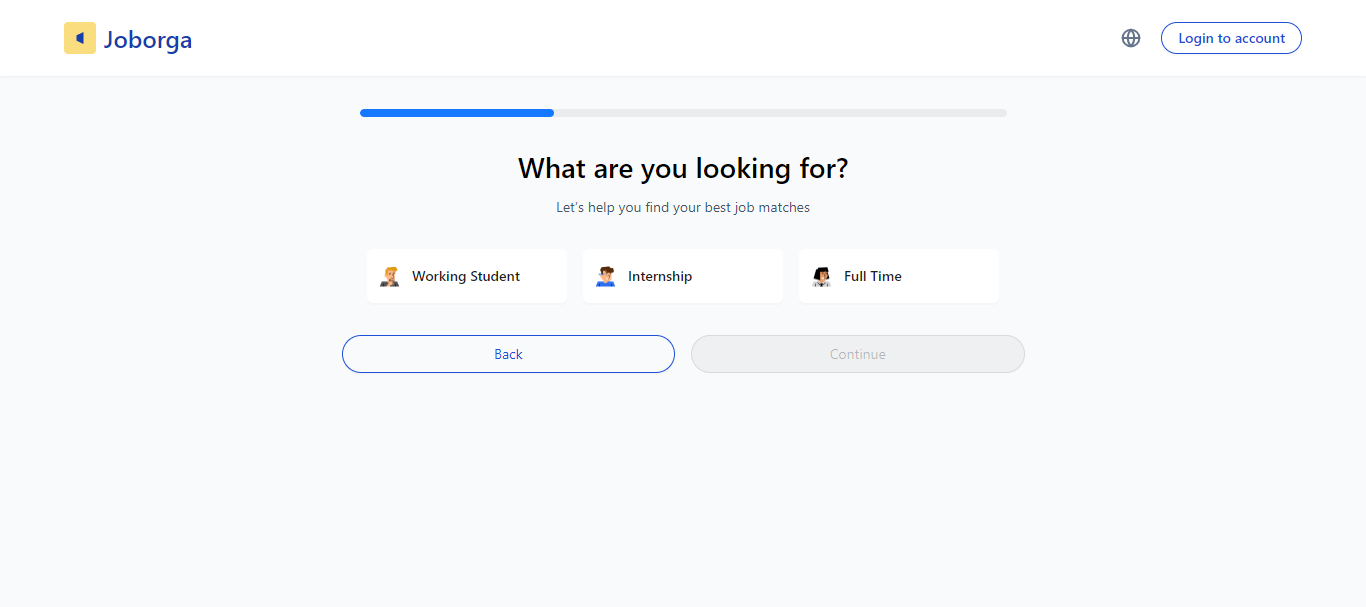 Joborga
Login to account
What are you looking for?
Let's help you find your best job matches
Working Student
Internship
Full Time
Back
Continue